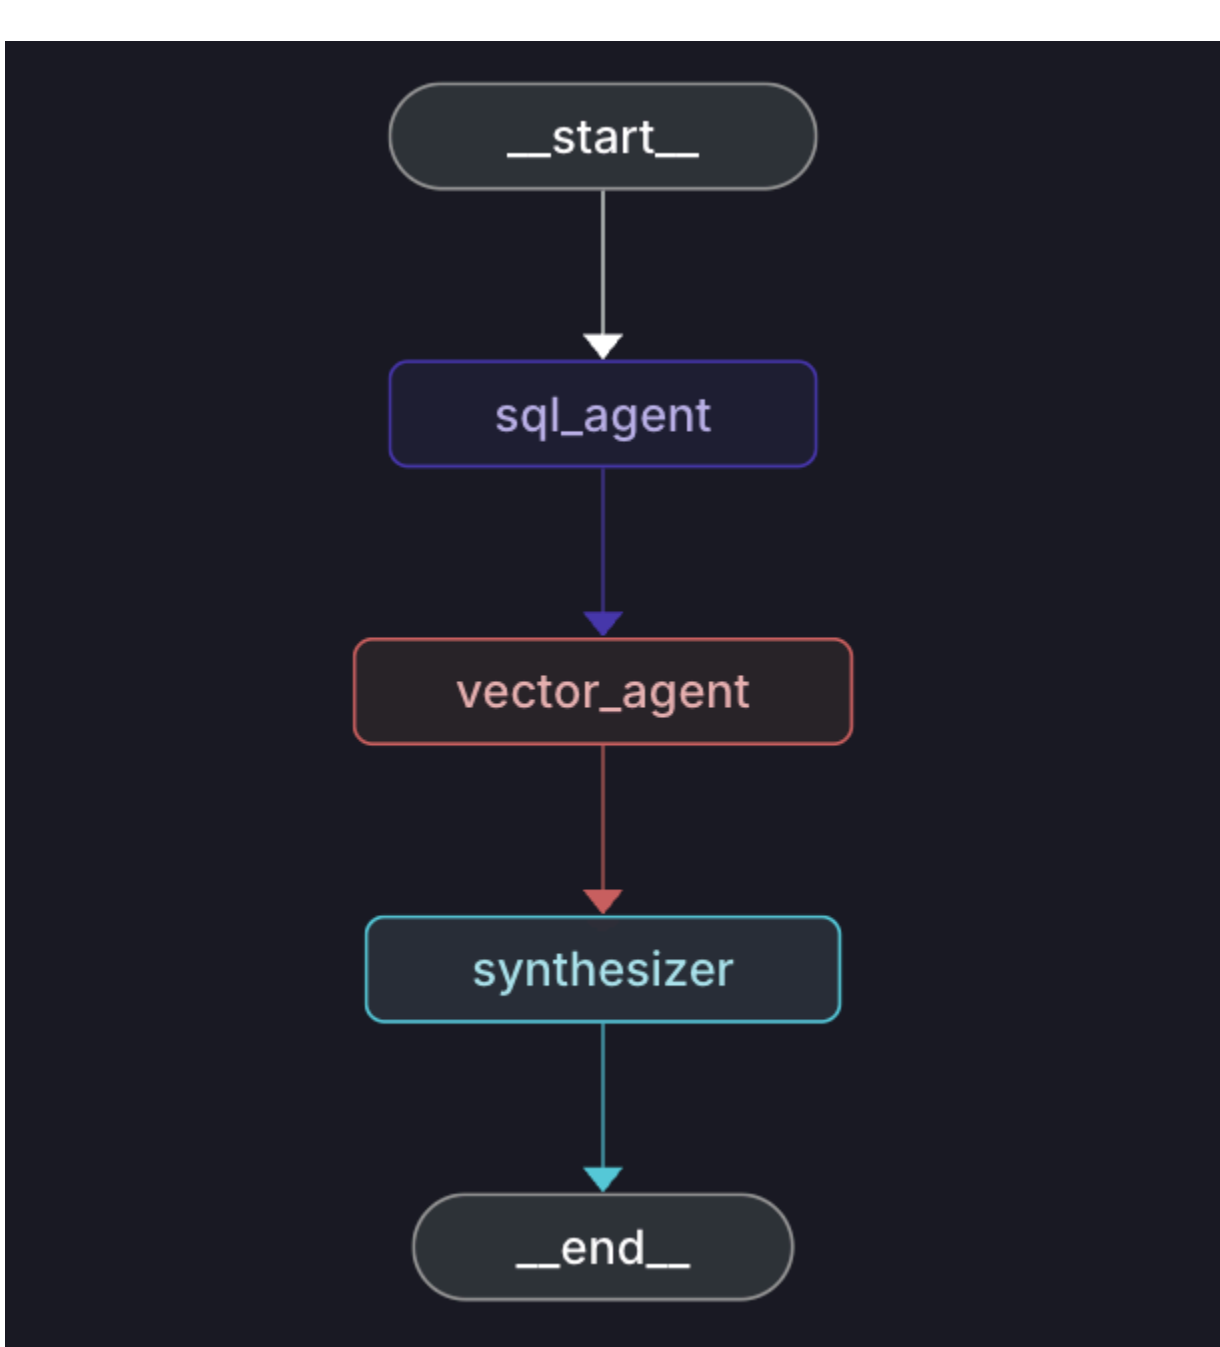 __start__
sql_agent
vector_agent
synthesizer
__end__